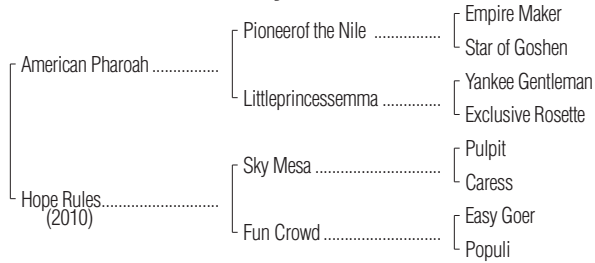 Empire Maker
Pioneerof the Nile ................
Star of Goshen
American Pharoah ................
Yankee Gentleman
Littleprincessemma ..............
Exclusive Rosette
Pulpit
Sky Mesa ..............................
Caress
Hope Rules............................
(2010)
Easy Goer
Fun Crowd ............................
Populi